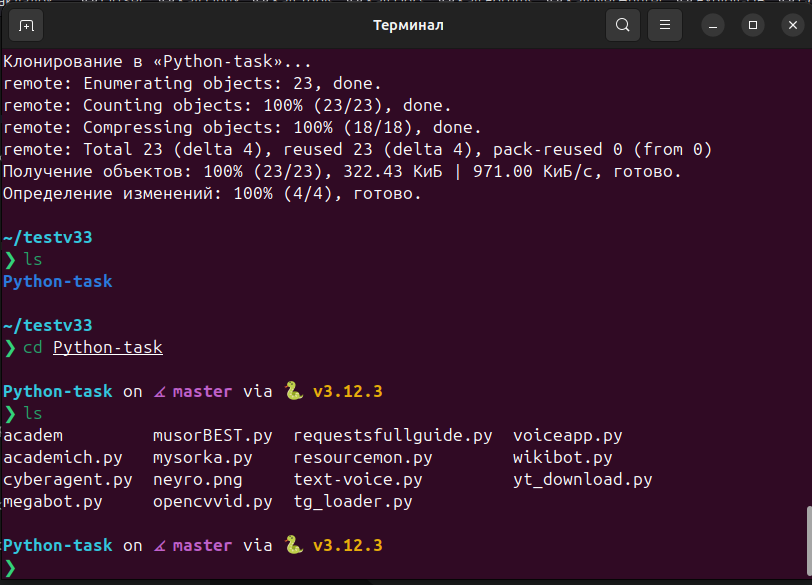 Терминал
Клонирование в «Python-task»...
remote: Enumerating objects: 23, done.
remote: Counting objects: 100% (23/23), done.
remote: Compressing objects: 100% (18/18), done.
remote: Total 23 (delta 4), reused 23 (delta 4), pack-reused 0 (from 0)
Получение объектов: 100% (23/23), 322.43 КиБ | 971.00 КиБ/с, готово.
Определение изменений: 100% (4/4), готово.
~/testv33
❯ ls
Python-task
~/testv33
❯ cd Python-task
Python-task on master via 🐍 v3.12.3
❯ ls
academ musorBEST.py requestsfullguide.py voiceapp.py
academich.py mysorka.py resourcemon.py wikibot.py
cyberagent.py neyro.png text-voice.py yt_download.py
megabot.py opencvvid.py tg_loader.py
Python-task on master via 🐍 v3.12.3
❯